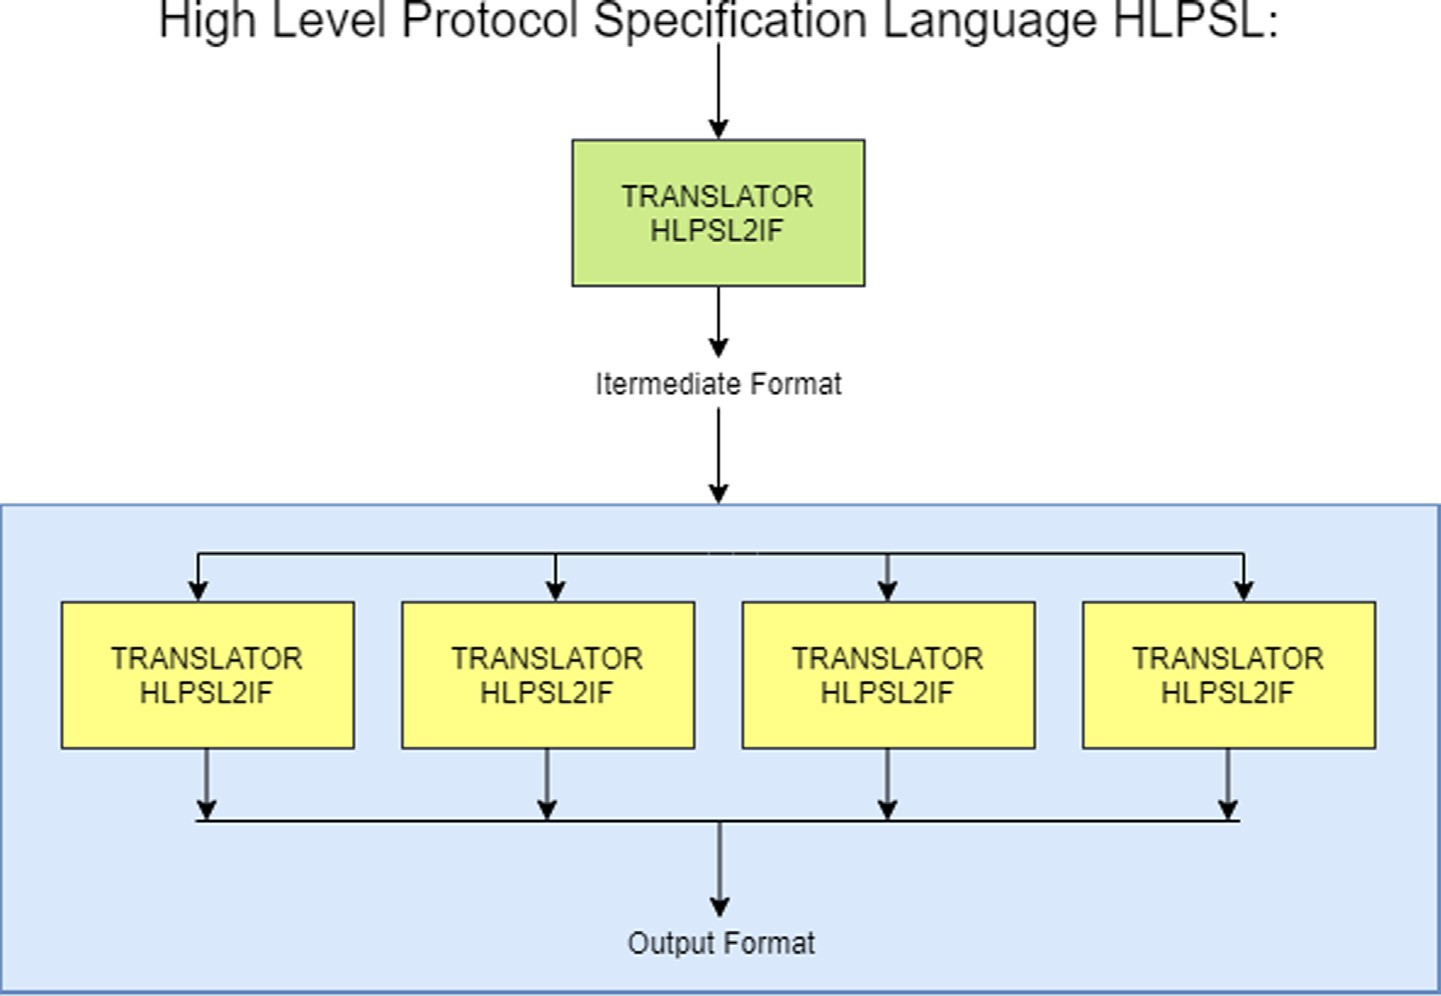 High Level Protocol Specification Language HLPSL:
TRANSLATOR
HLPSL2IF
Itermediate Format
TRANSLATOR
HLPSL2IF
TRANSLATOR
HLPSL2IF
TRANSLATOR
HLPSL2IF
TRANSLATOR
HLPSL2IF
Output Format